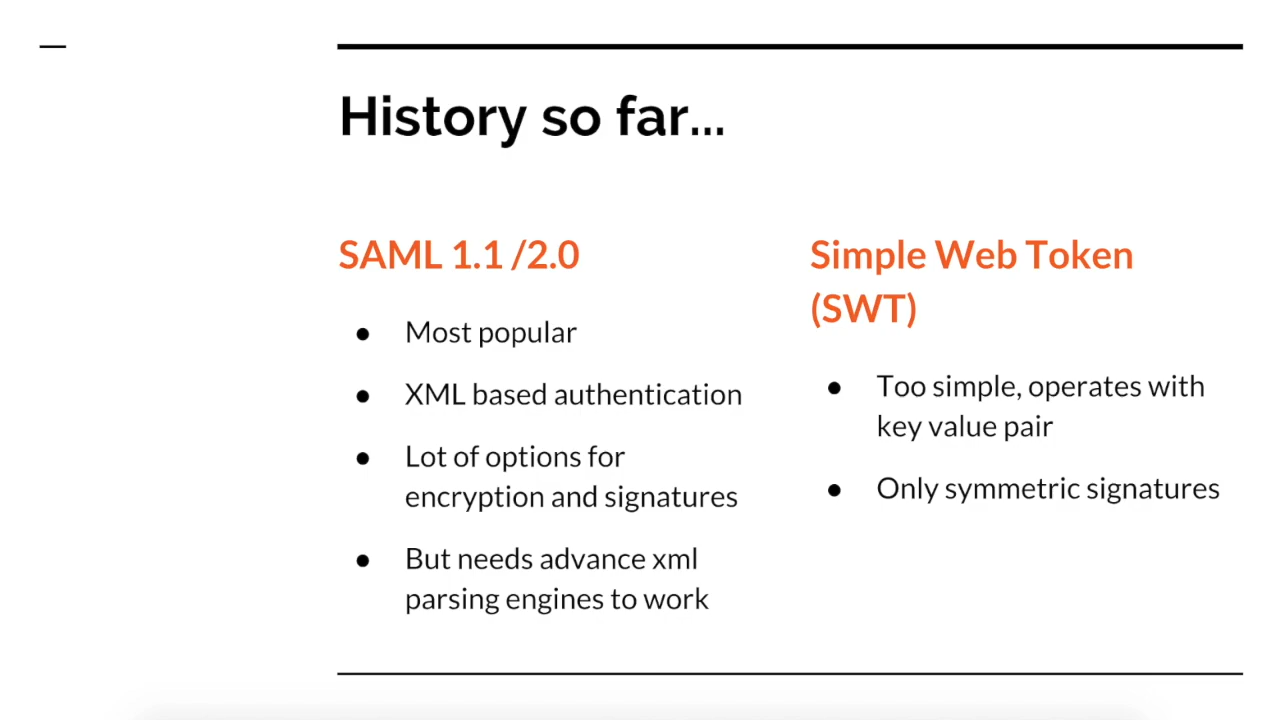 History so far...
SAML 1.1 /2.0
● Most popular
● XML based authentication
● Lot of options for
encryption and signatures
● But needs advance xml
parsing engines to work
Simple Web Token
(SWT)
● Too simple, operates with
key value pair
● Only symmetric signatures